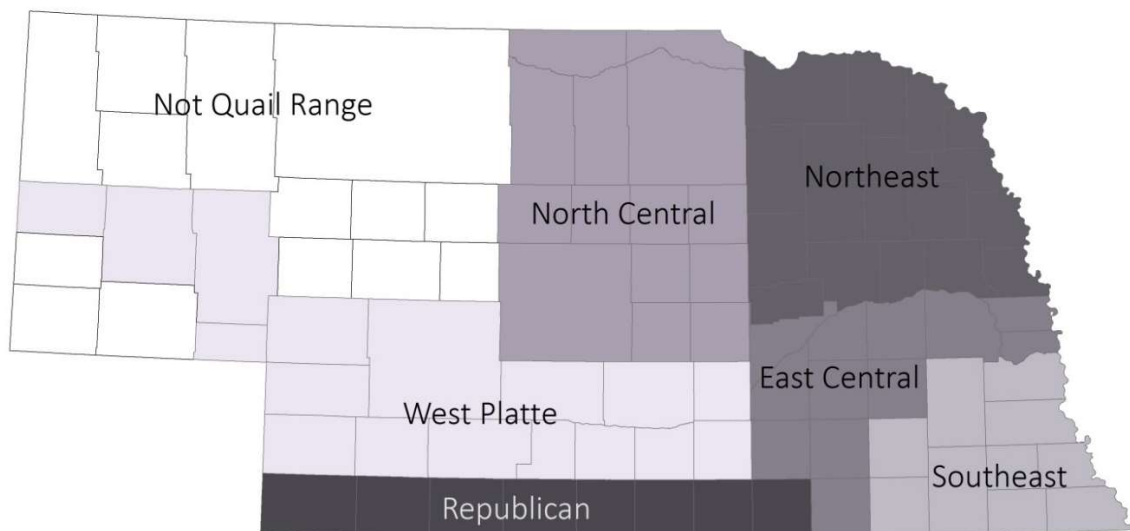 Not Quail Range
Northeast
North Central
East Central
West Platte
Southeast
Republican